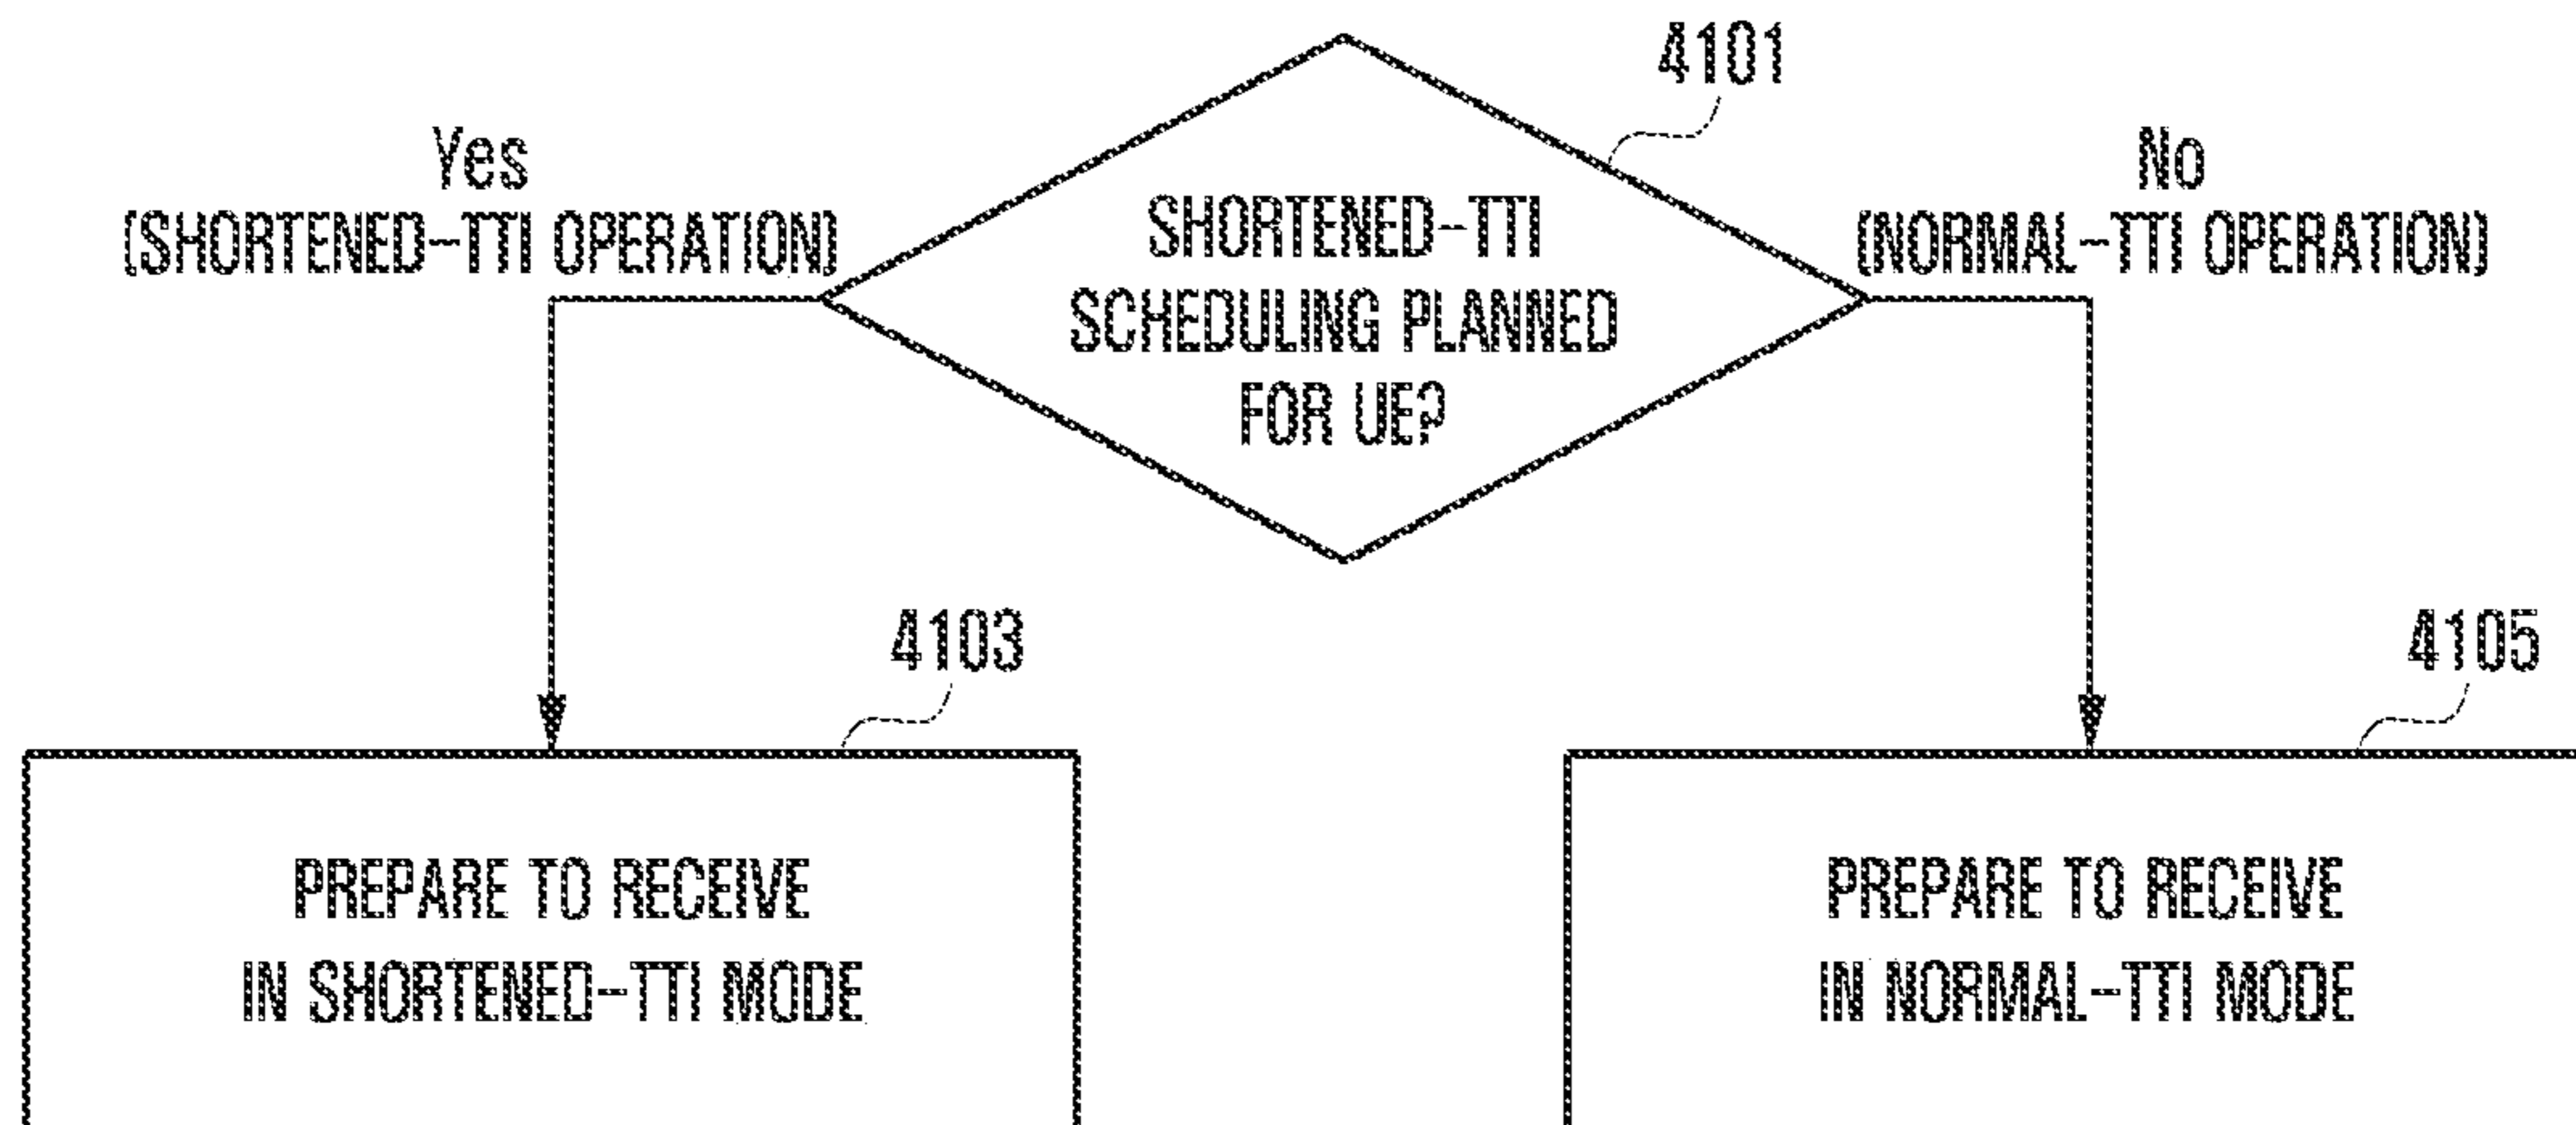 4101
Yes
(SHORTENED-TTI OPERATION)
No
(NORMAL-TTI OPERATION)
SHORTENED-TTI
SCHEDULING PLANNED
FOR UE?
4103
4105
PREPARE TO RECEIVE
IN SHORTENED-TTI MODE
PREPARE TO RECEIVE
IN NORMAL-TTI MODE